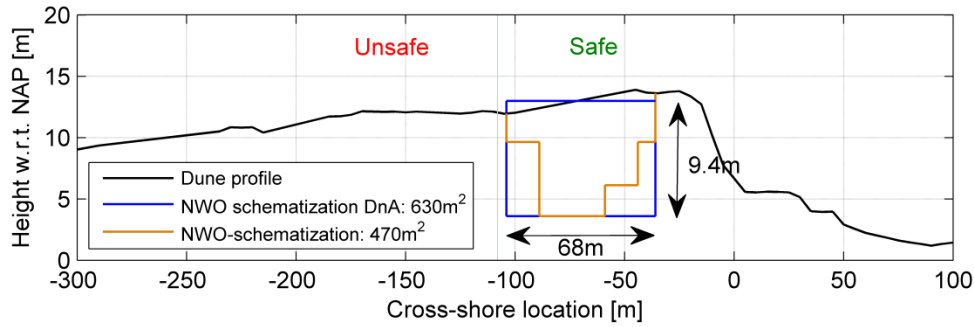 Height w.r.t. NAP [m]
20
15
10
5
0
Unsafe
Safe
9.4m
68m
Dune profile
NWO schematization DnA: 630m²
NWO-schematization: 470m²
-300
-250
-200
-150
-100
-50
0
50
100
Cross-shore location [m]